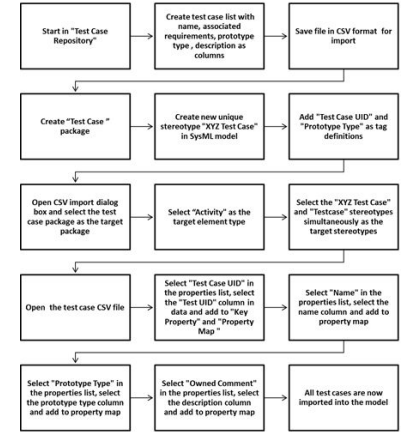 Start in "Test Case
Repository"
Create test case list with
name, associated
requirements, prototype
type , description as
columns
Save file in CSV format for
import
Create “Test Case ”
package
Create new unique
stereotype "XYZ Test Case"
in SysML model
Add "Test Case UID" and
"Prototype Type" as tag
definitions
Open CSV import dialog
box and select the test
case package as the target
package
Select “Activity” as the
target element type
Select the "XYZ Test Case"
and "Testcase" stereotypes
simultaneously as the
target stereotypes
Open the test case CSV file
Select "Test Case UID" in
the properties list, select
the "Test UID" column in
data and add to "Key
Property" and "Property
Map "
Select "Name" in the
properties list, select the
name column and add to
property map
Select "Prototype Type" in
the properties list, select
the prototype type column
and add to property map
Select "Owned Comment"
in the properties list, select
the description column
and add to property map
All test cases are now
imported into the model